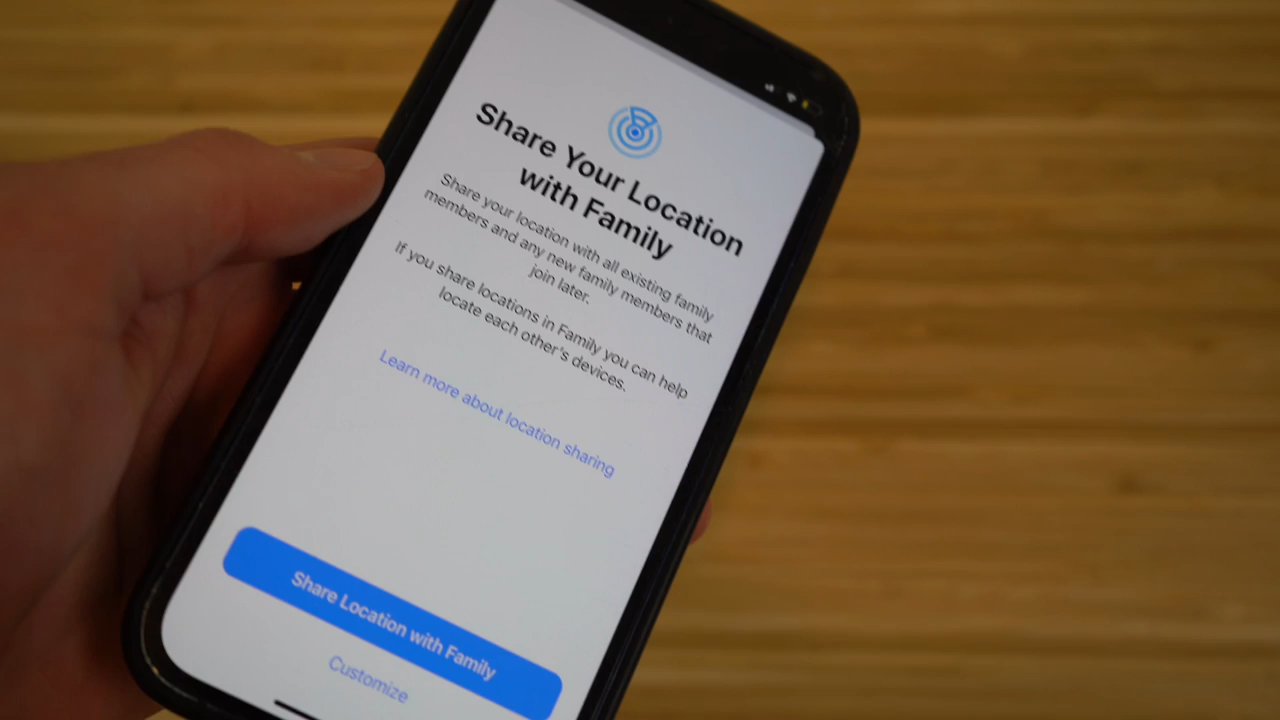 Share Your Location
with Family
Share your location with all existing family
members and any new family members that
join later.
If you share locations in Family you can help
locate each other's devices.
Learn more about location sharing
Share Location with Family
Customize